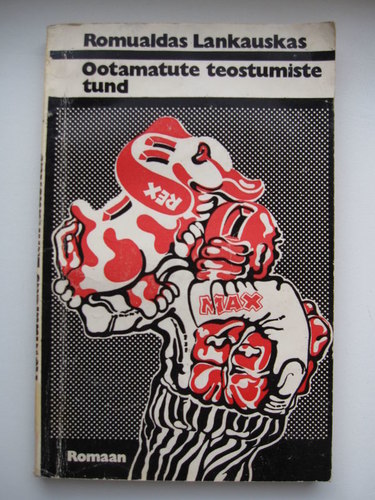 Romualdas Lankauskas
Ootamatute teostumiste
tund
REX
MAX
Romaan